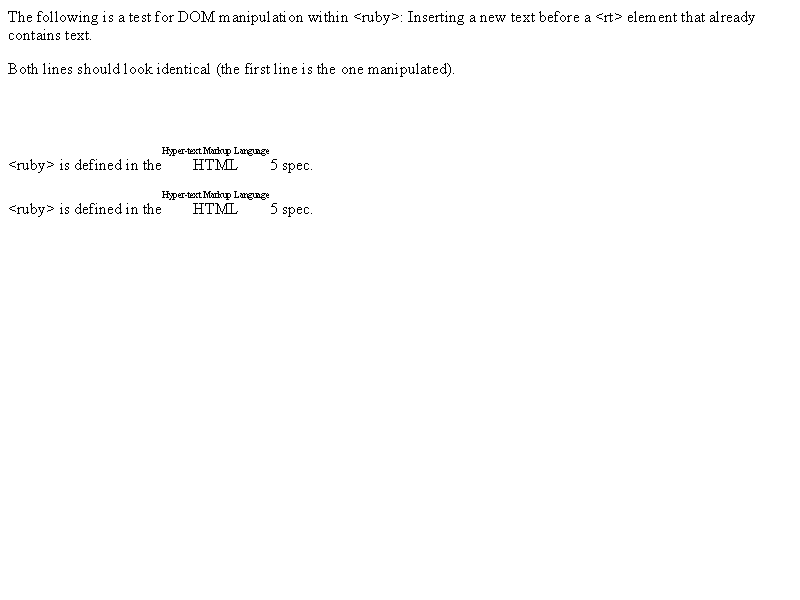 The following is a test for DOM manipulation within <ruby>: Inserting a new text before a <rt> element that already
contains text.
Both lines should look identical (the first line is the one manipulated).
Hyper-text Markup Language
<ruby> is defined in the HTML 5 spec.
Hyper-text Markup Language
<ruby> is defined in the HTML 5 spec.